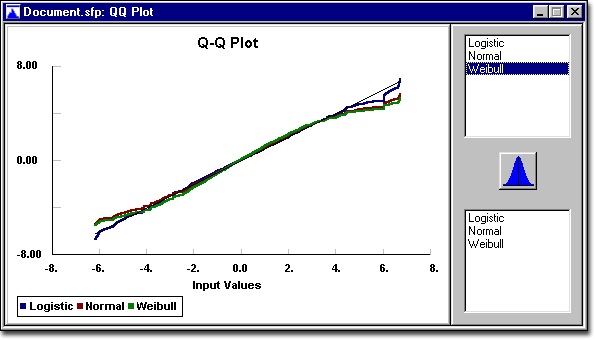 Document.sfp: QQ Plot
Q-Q Plot
8.00
0.00
-8.00
-8. -6. -4. -2. 0.0 2. 4. 6. 8.
Input Values
Logistic Normal Weibull
Logistic
Normal
Weibull
Logistic
Normal
Weibull